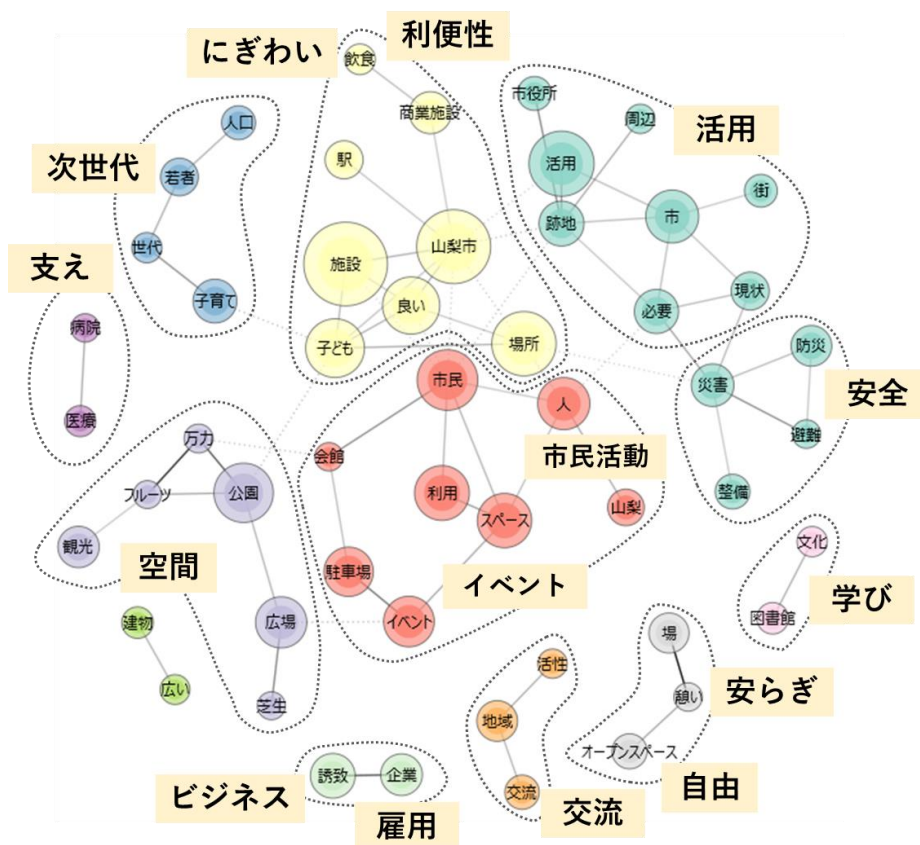 にぎわい
利便性
飲食
商業施設
駅
山梨市
施設
良い
子ども
場所
活用
市役所
周辺
活用
跡地
市
街
必要
現状
次世代
人口
若者
世代
子育て
支え
病院
医療
安全
防災
災害
避難
整備
市民活動
市民
人
会館
利用
スペース
山梨
駐車場
イベント
イベント
空間
万力
フルーツ
公園
観光
広場
芝生
建物
広い
学び
文化
図書館
安らぎ
場
憩い
オープンスペース
自由
交流
活性
地域
交流
ビジネス
誘致
企業
雇用